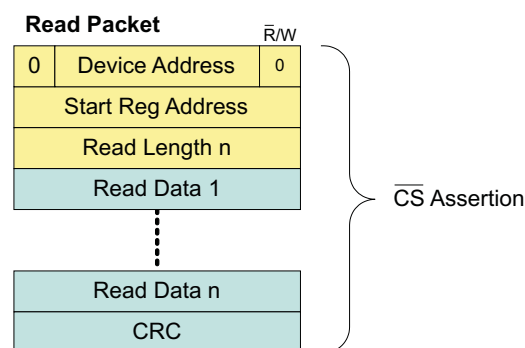 Read Packet
R̅/W
0 Device Address 0
Start Reg Address
Read Length n
Read Data 1
C̅S̅ Assertion
Read Data n
CRC